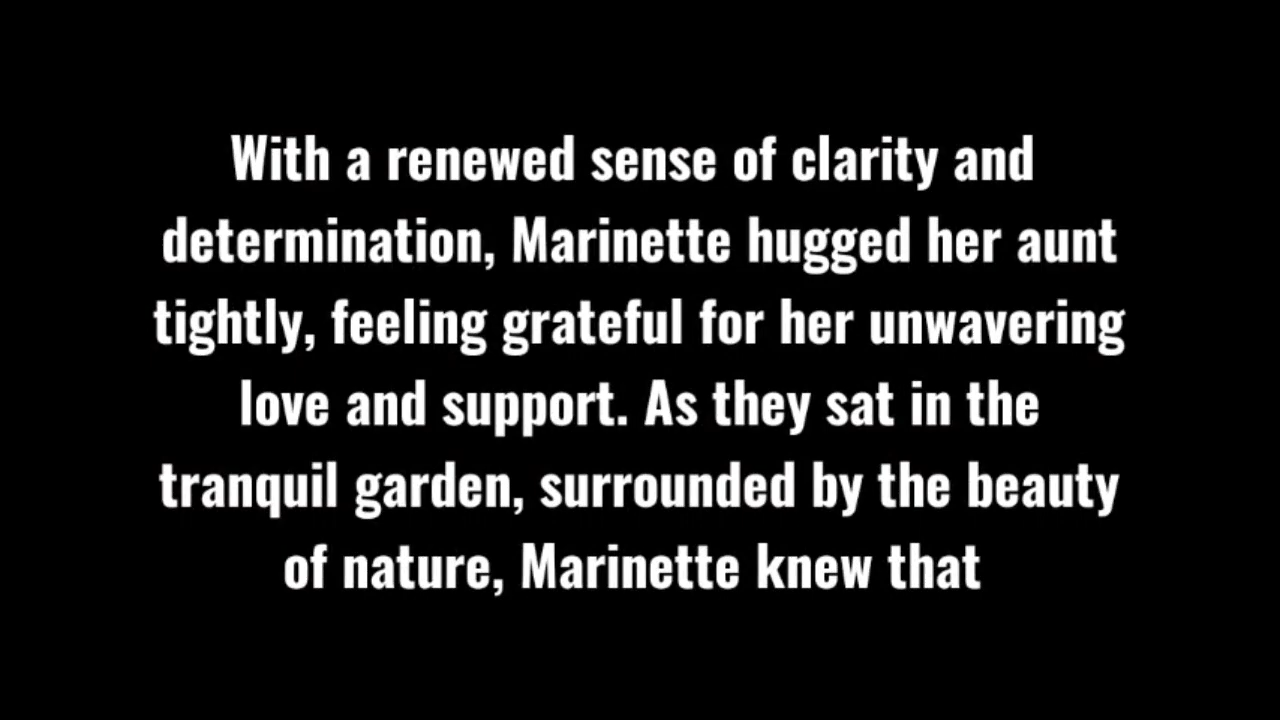 With a renewed sense of clarity and
determination, Marinette hugged her aunt
tightly, feeling grateful for her unwavering
love and support. As they sat in the
tranquil garden, surrounded by the beauty
of nature, Marinette knew that